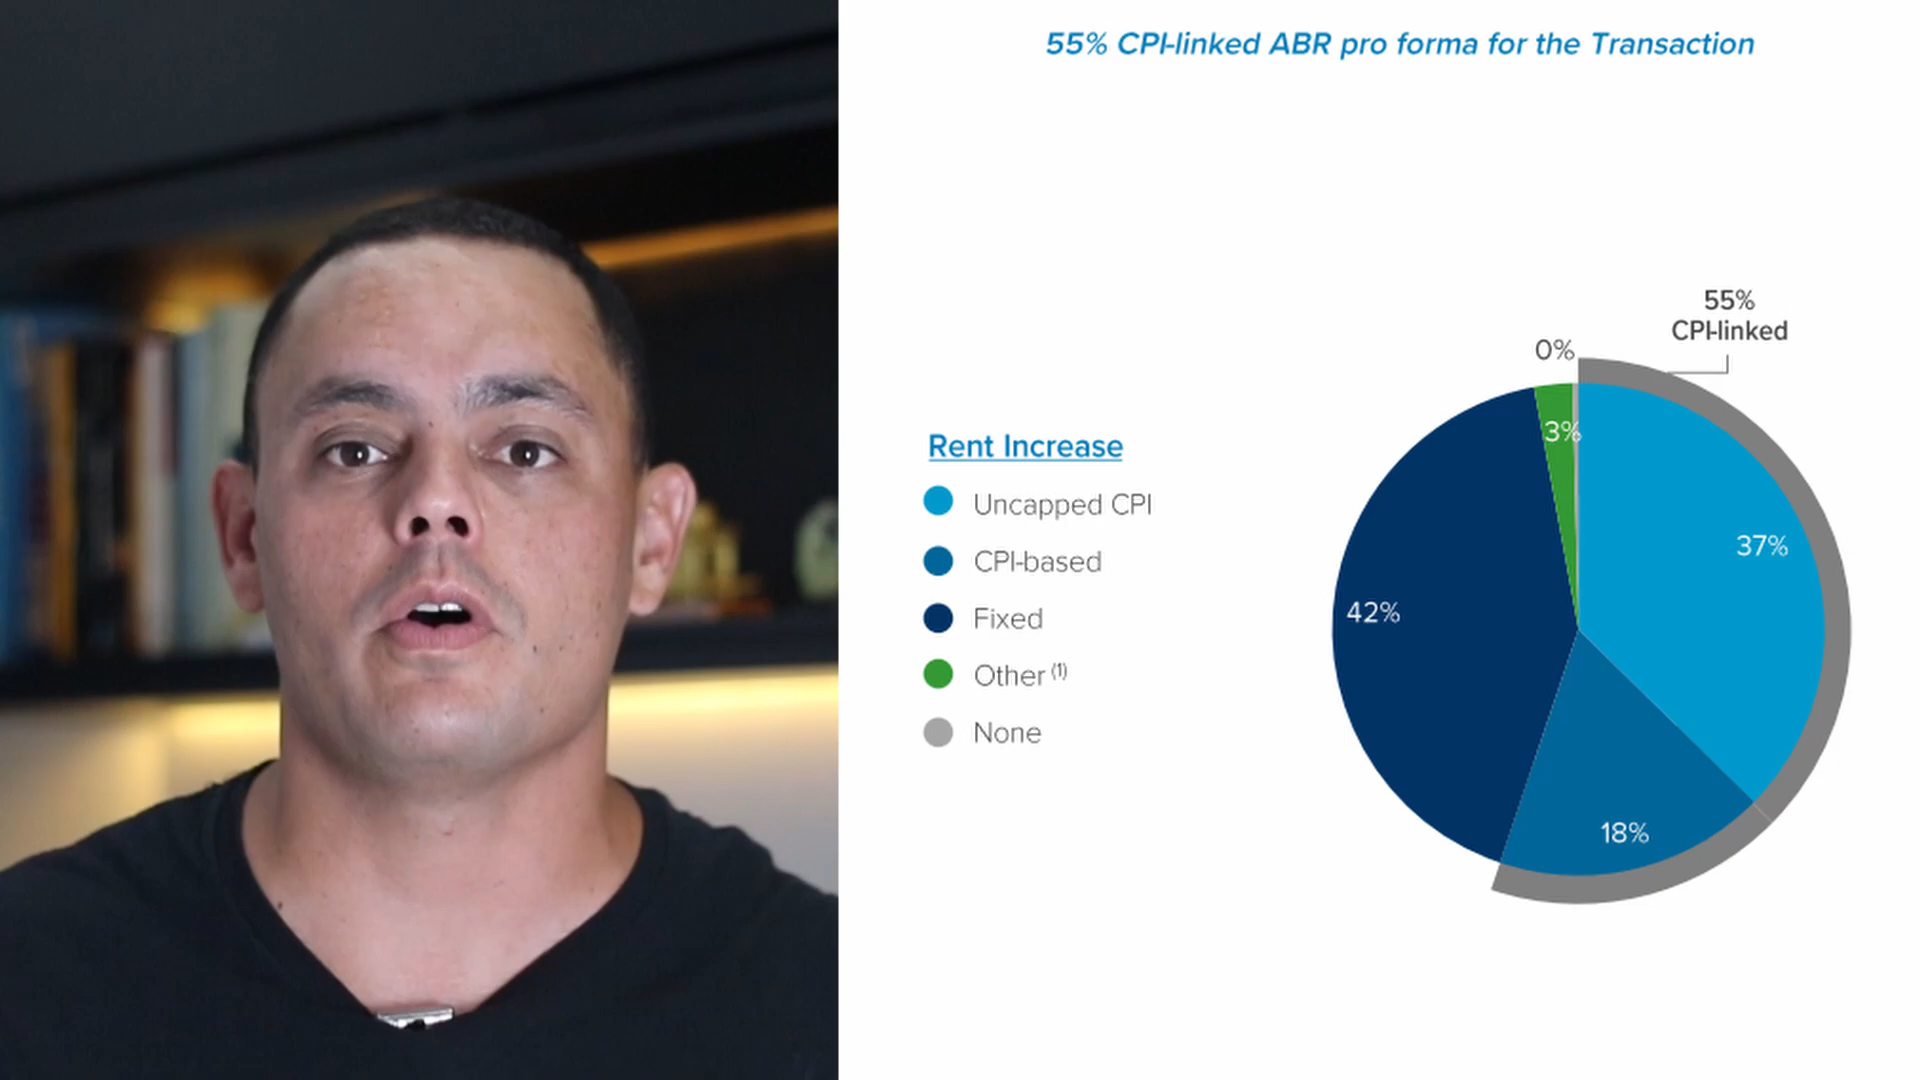 55% CPI-linked ABR pro forma for the Transaction
55%
CPI-linked
0%
3%
Rent Increase
Uncapped CPI
CPI-based
Fixed
Other (1)
None
37%
42%
18%